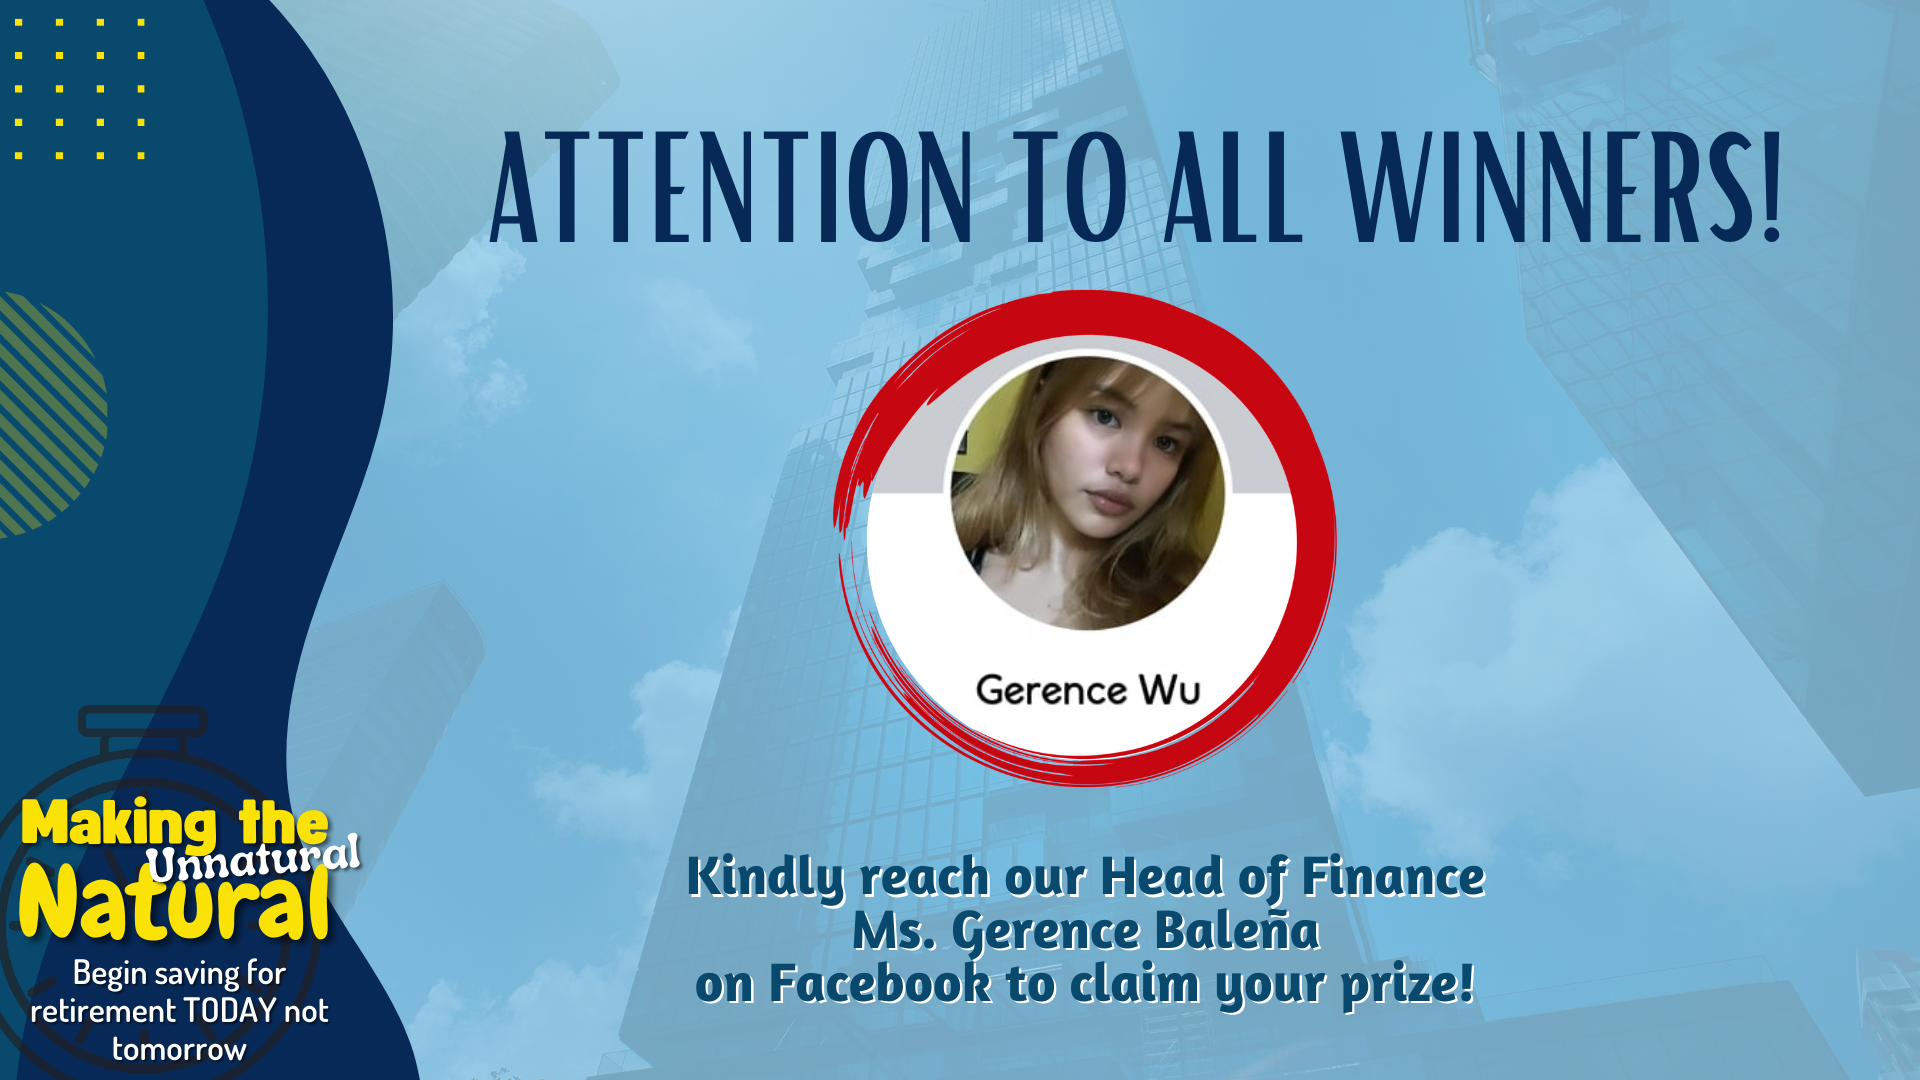 ATTENTION TO ALL WINNERS!
Gerence Wu
Kindly reach our Head of Finance
Ms. Gerence Baleña
on Facebook to claim your prize!
Making the
Unnatural
Natural
Begin saving for
retirement TODAY not
tomorrow